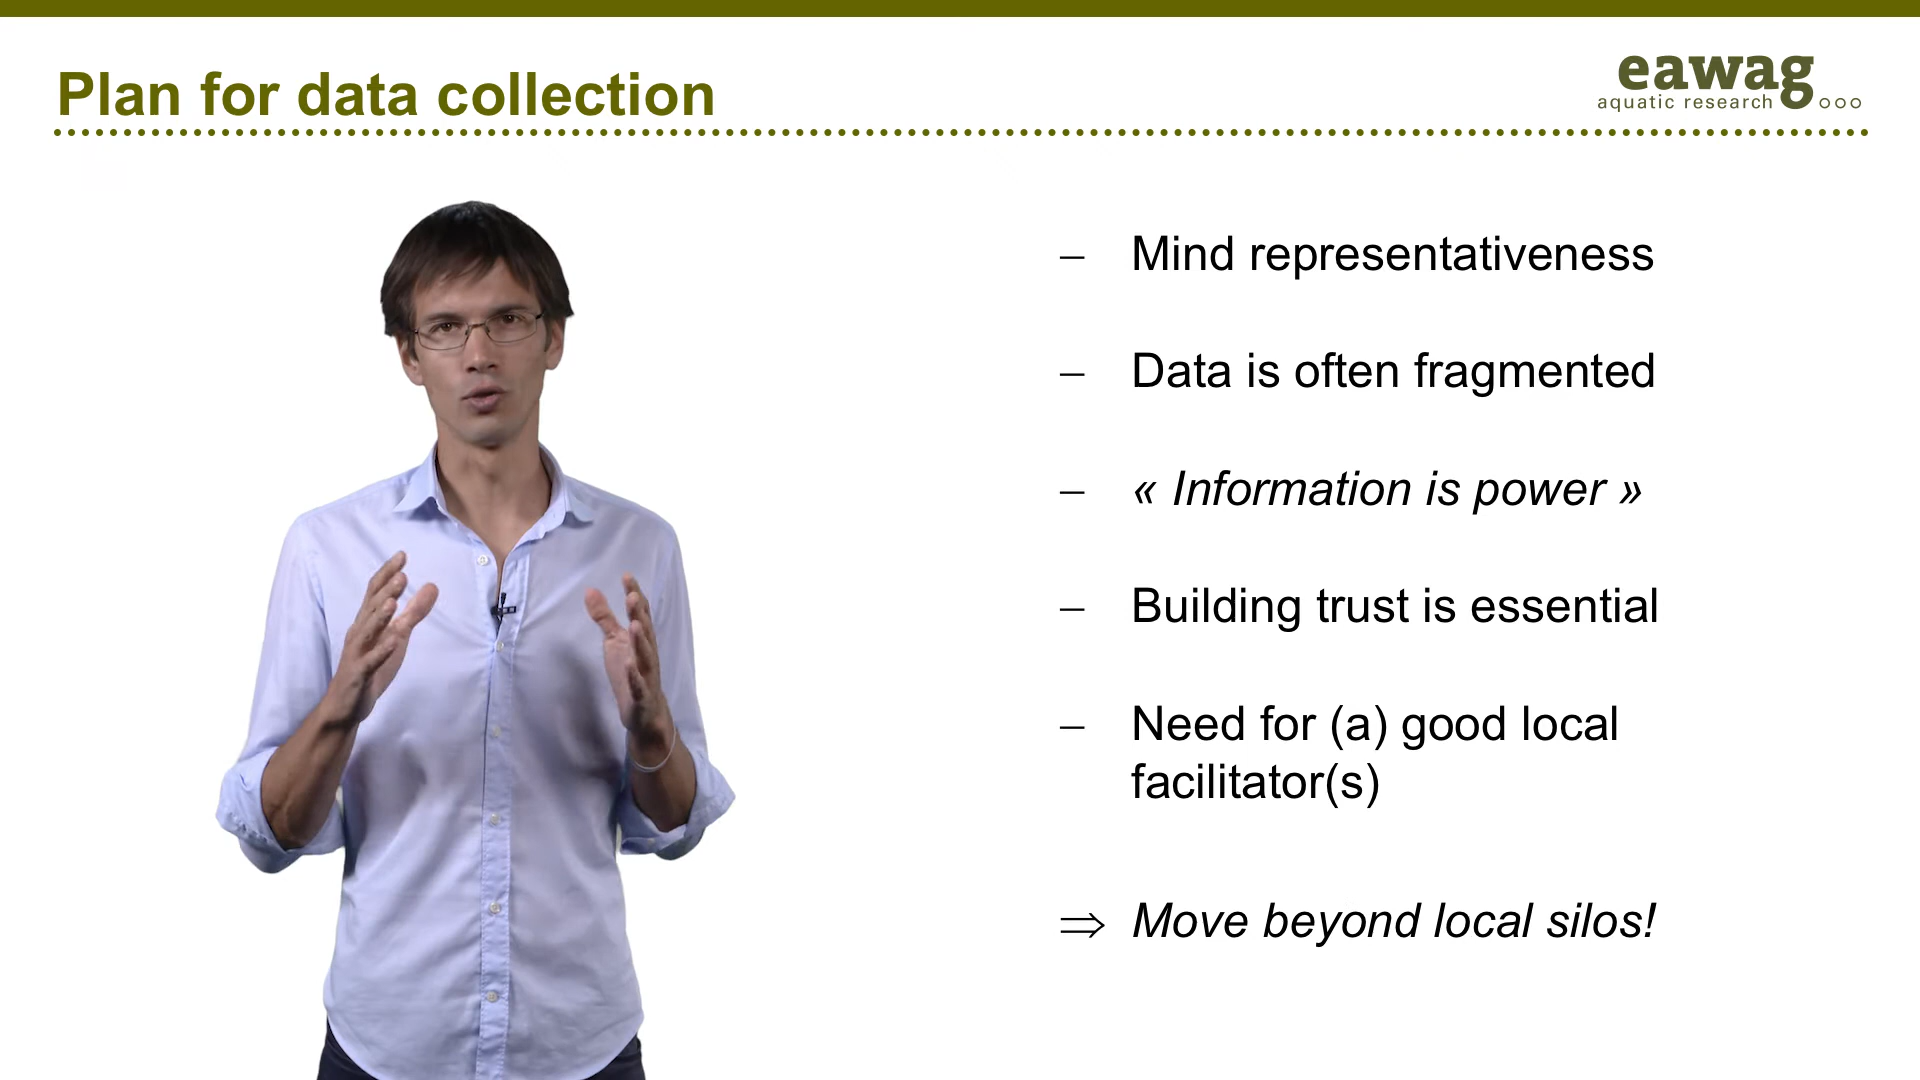 Plan for data collection
eawag
aquatic research
– Mind representativeness
– Data is often fragmented
– « Information is power »
– Building trust is essential
– Need for (a) good local
facilitator(s)
⇒ Move beyond local silos!